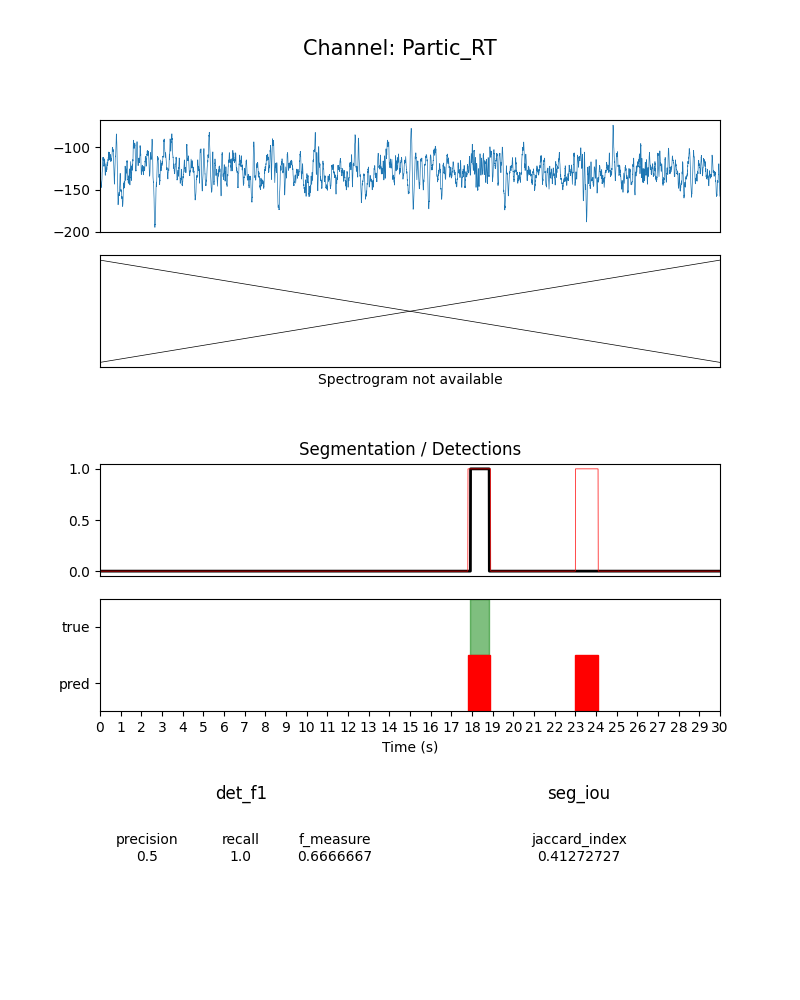 Channel: Partic_RT
−100
−150
−200
Spectrogram not available
Segmentation / Detections
1.0
0.5
0.0
true
pred
0 1 2 3 4 5 6 7 8 9 10 11 12 13 14 15 16 17 18 19 20 21 22 23 24 25 26 27 28 29 30
Time (s)
det_f1 seg_iou
precision recall f_measure jaccard_index
0.5 1.0 0.6666667 0.41272727